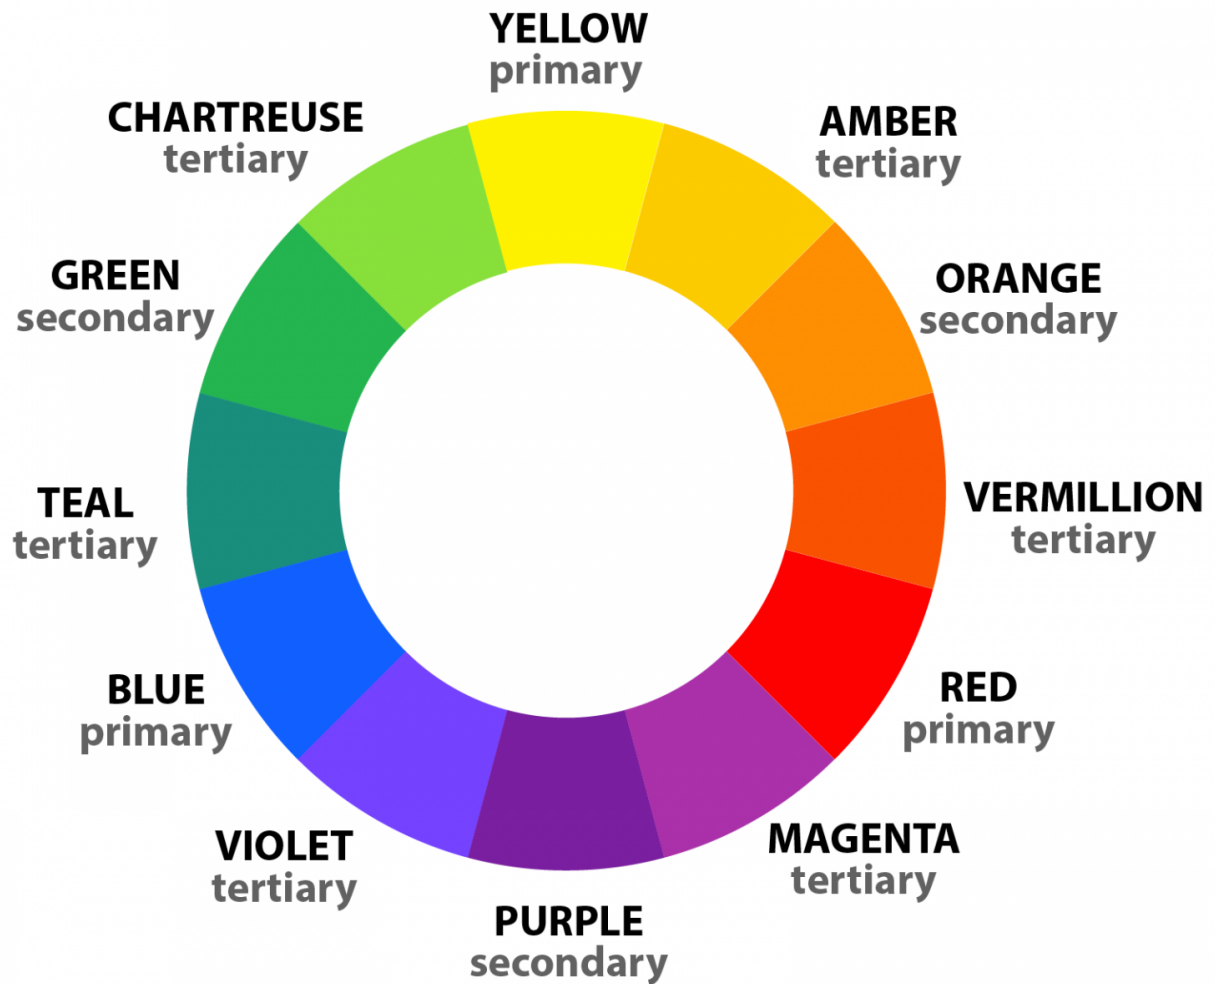 YELLOW
primary
CHARTREUSE
tertiary
AMBER
tertiary
GREEN
secondary
ORANGE
secondary
TEAL
tertiary
VERMILLION
tertiary
BLUE
primary
RED
primary
VIOLET
tertiary
MAGENTA
tertiary
PURPLE
secondary